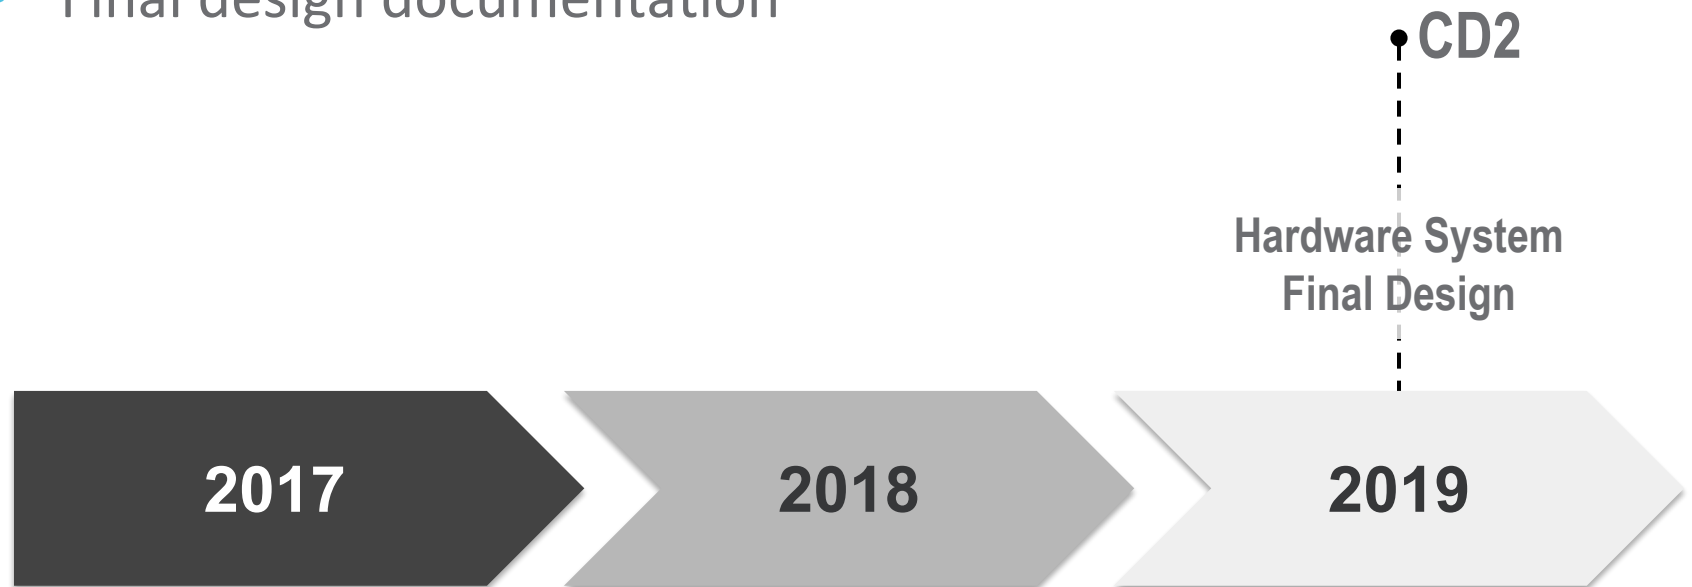 Final design documentation
CD2
Hardware System
Final Design
2017
2018
2019